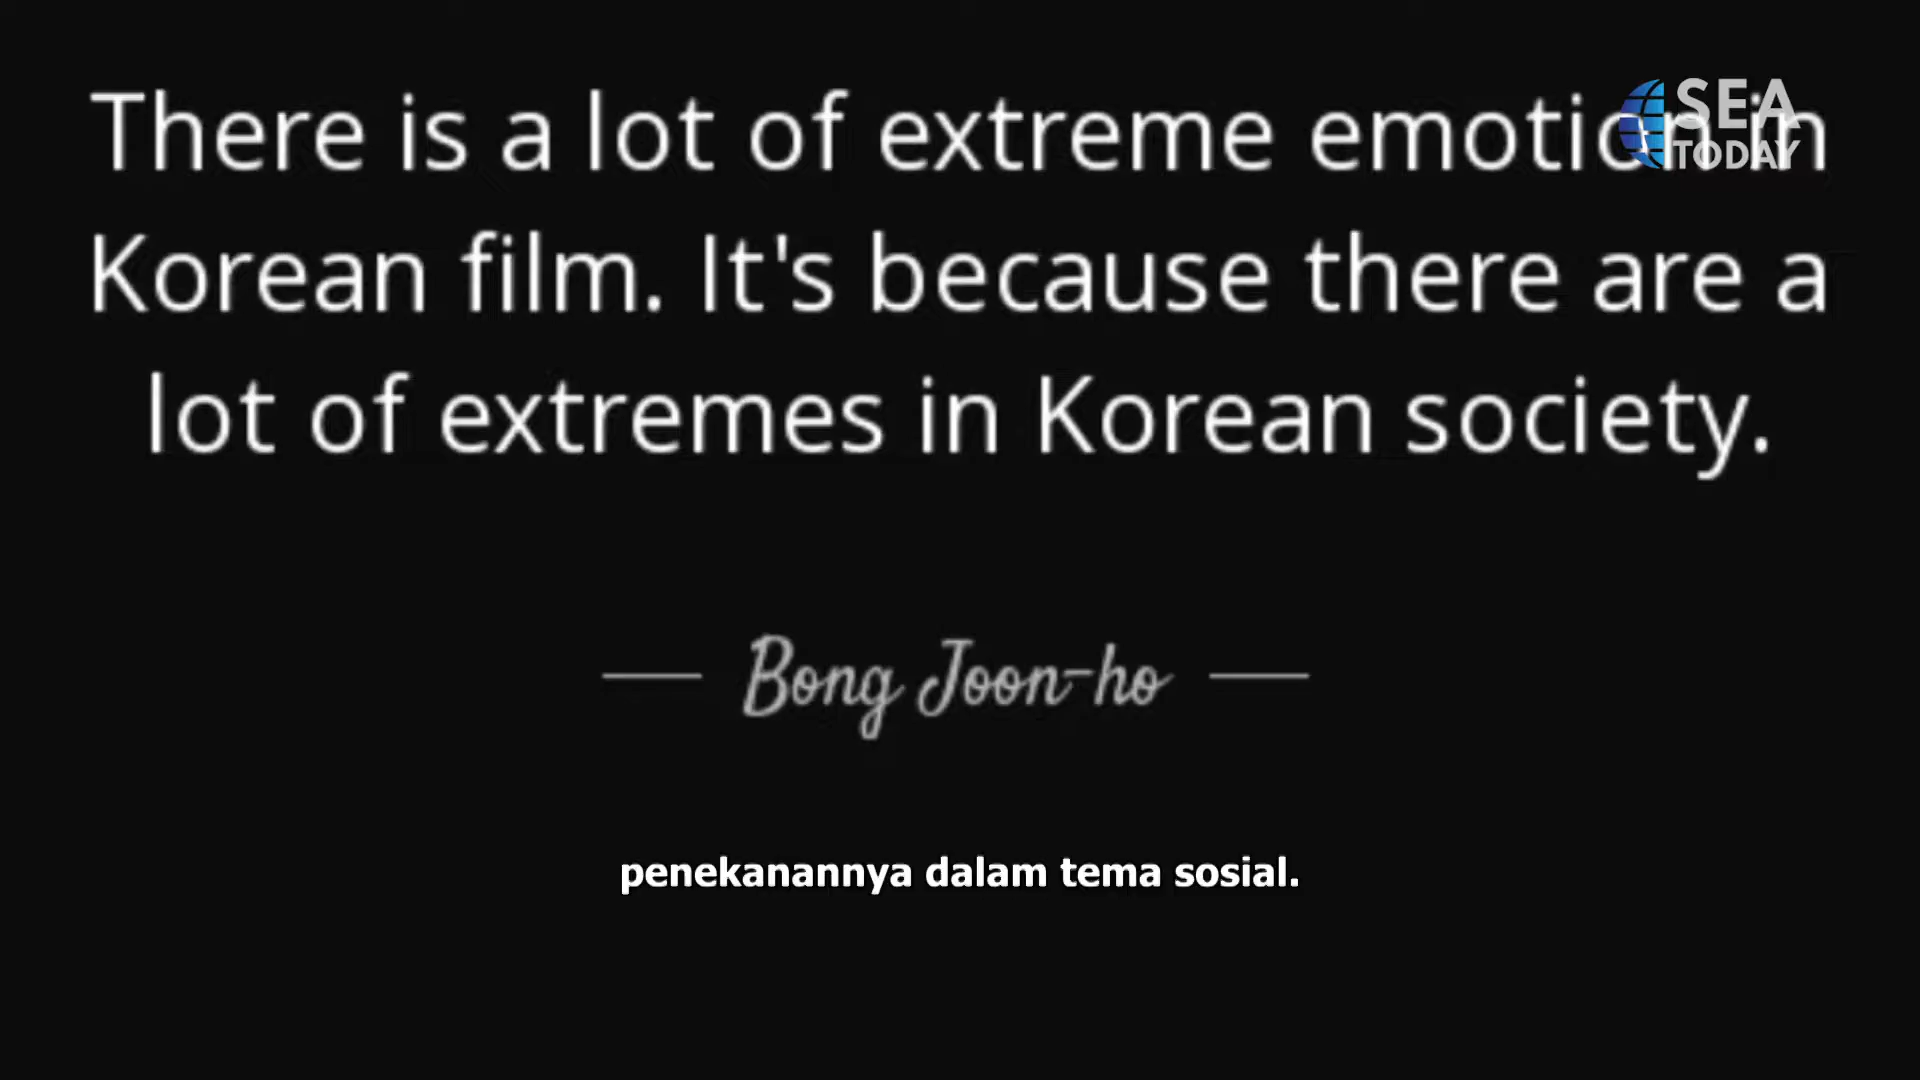 There is a lot of extreme emotion in
Korean film. It's because there are a
lot of extremes in Korean society.
Bong Joon-ho
penekanannya dalam tema sosial.
SEA
TODAY